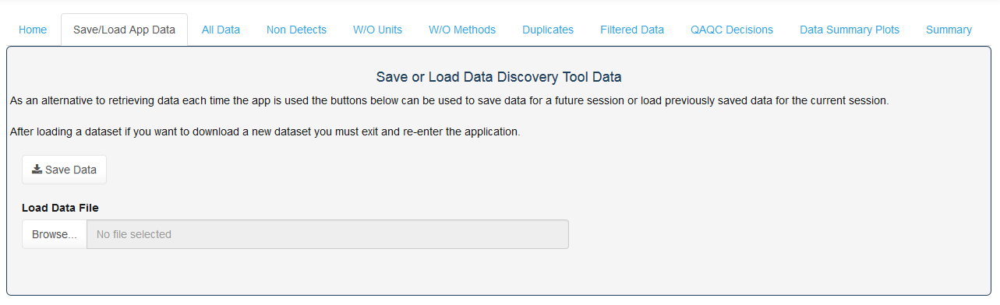 Home Save/Load App Data All Data Non Detects W/O Units W/O Methods Duplicates Filtered Data QAQC Decisions Data Summary Plots Summary
Save or Load Data Discovery Tool Data
As an alternative to retrieving data each time the app is used the buttons below can be used to save data for a future session or load previously saved data for the current session.
After loading a dataset if you want to download a new dataset you must exit and re-enter the application.
Save Data
Load Data File
Browse... No file selected